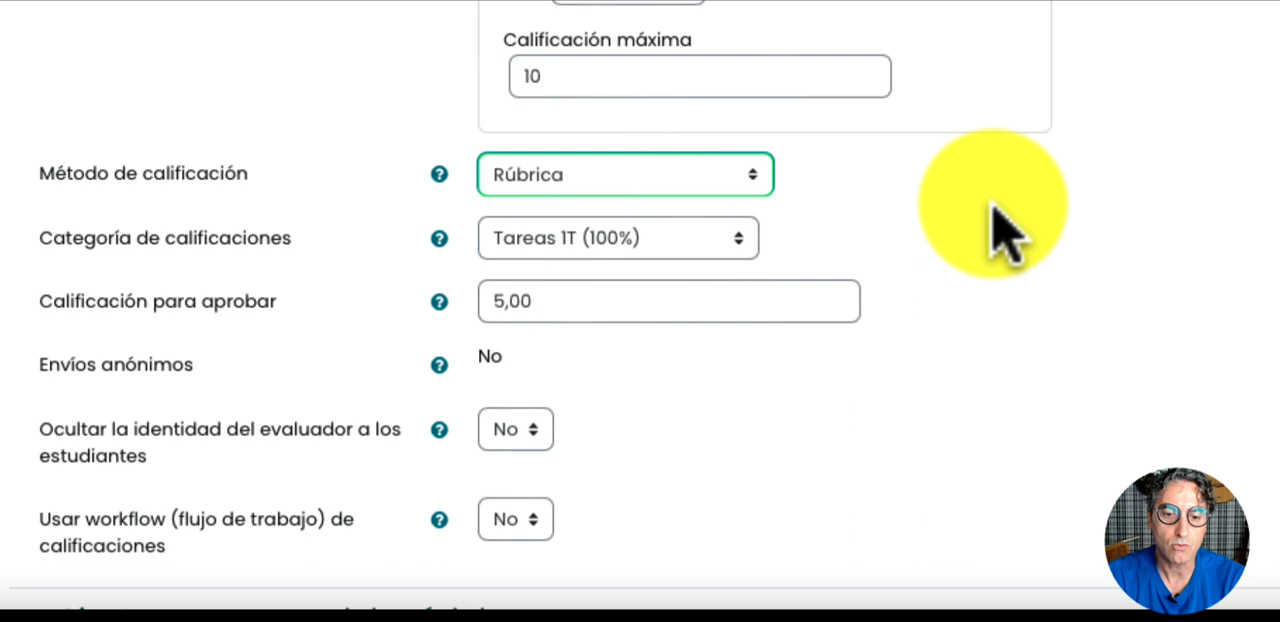 Calificación máxima
10
Método de calificación
Rúbrica
Categoría de calificaciones
Tareas 1T (100%)
Calificación para aprobar
5,00
Envíos anónimos
No
Ocultar la identidad del evaluador a los
estudiantes
No
Usar workflow (flujo de trabajo) de
calificaciones
No